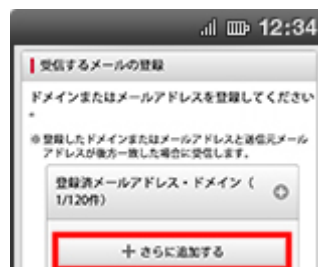 12:34
受信するメールの登録
ドメインまたはメールアドレスを登録してください
。
※登録したドメインまたはメールアドレスと送信元メール
アドレスが後方一致した場合に受信します。
登録済メールアドレス・ドメイン（
1/120件）
＋さらに追加する